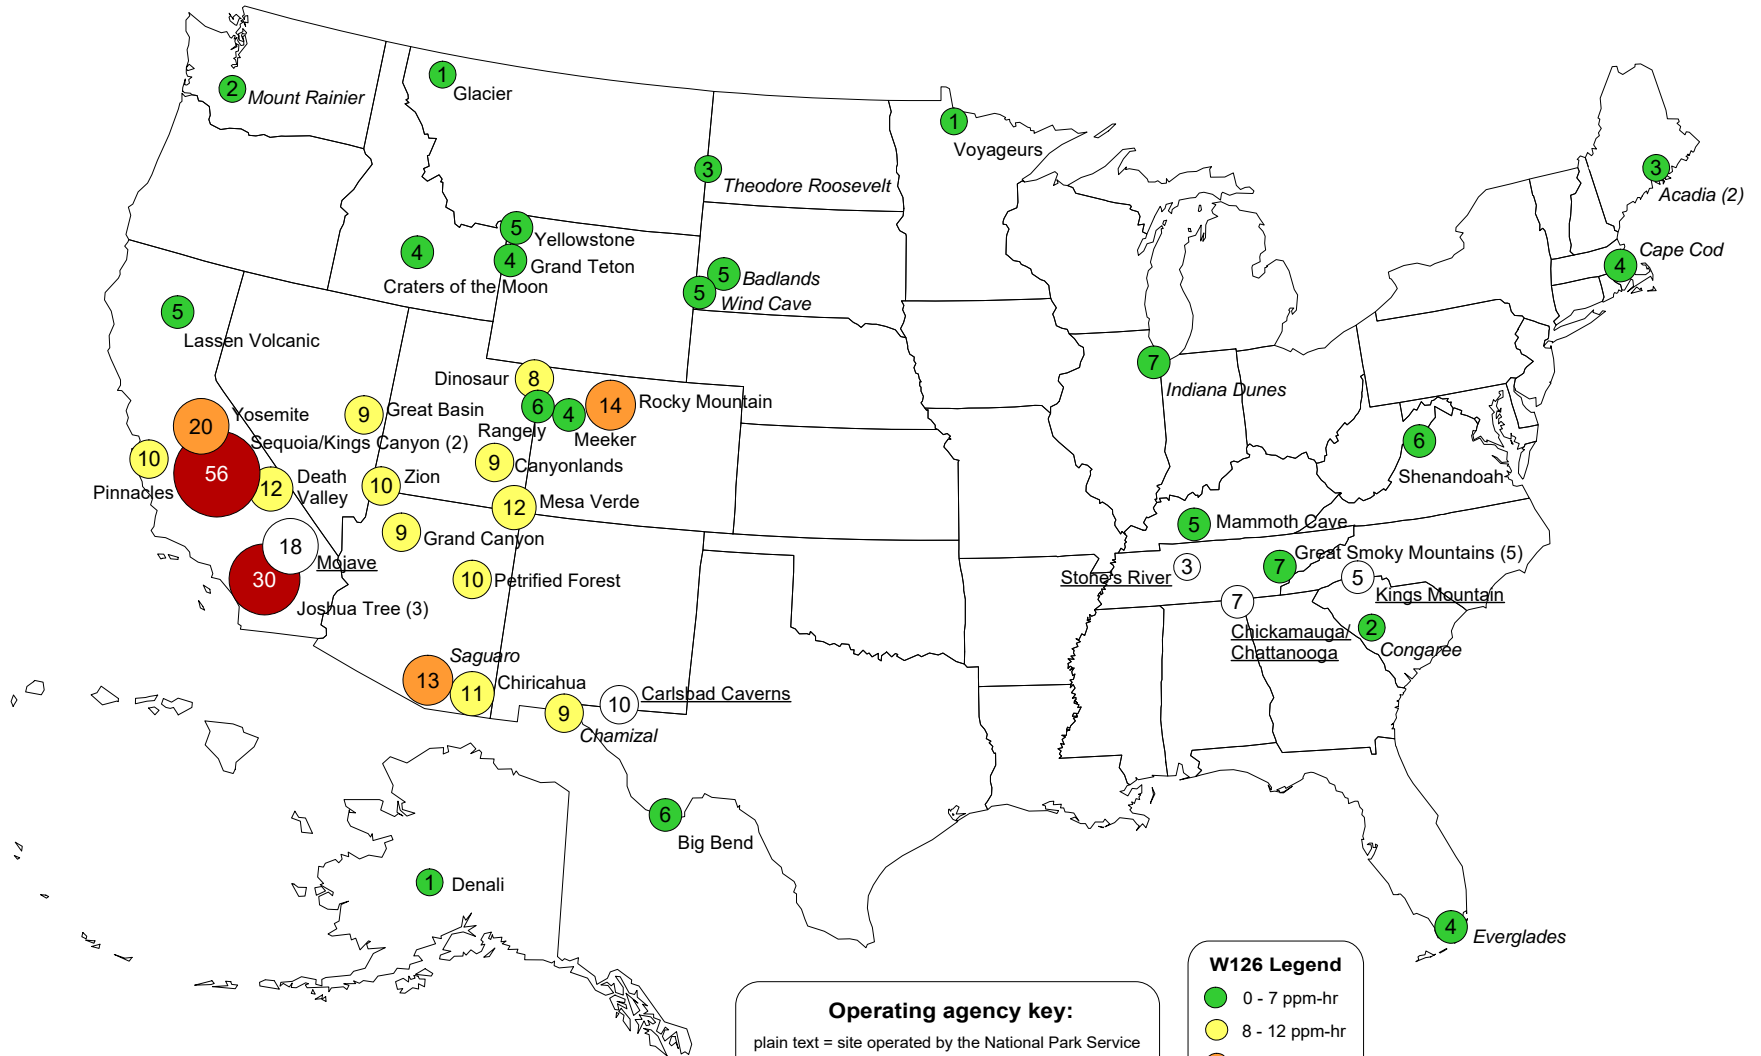 1
Glacier
2
Mount Rainier
1
Voyageurs
3
Theodore Roosevelt
3
Acadia (2)
5
Yellowstone
4
Grand Teton
4
Craters of the Moon
5
Badlands
5
Wind Cave
4
Cape Cod
5
Lassen Volcanic
7
Indiana Dunes
Dinosaur
8
6
Rangely
4
Meeker
14
Rocky Mountain
9
Great Basin
20
Yosemite
Sequoia/Kings Canyon (2)
56
10
Pinnacles
12
Death
Valley
10
Zion
9
Canyonlands
12
Mesa Verde
6
Shenandoah
9
Grand Canyon
18
Mojave
30
Joshua Tree (3)
10
Petrified Forest
5
Mammoth Cave
3
Stone's River
7
Great Smoky Mountains (5)
5
Kings Mountain
7
Chickamauga/
Chattanooga
2
Congaree
13
Saguaro
11
Chiricahua
9
Chamizal
10
Carlsbad Caverns
6
Big Bend
1
Denali
4
Everglades
W126 Legend
0 - 7 ppm-hr
8 - 12 ppm-hr
Operating agency key:
plain text = site operated by the National Park Service